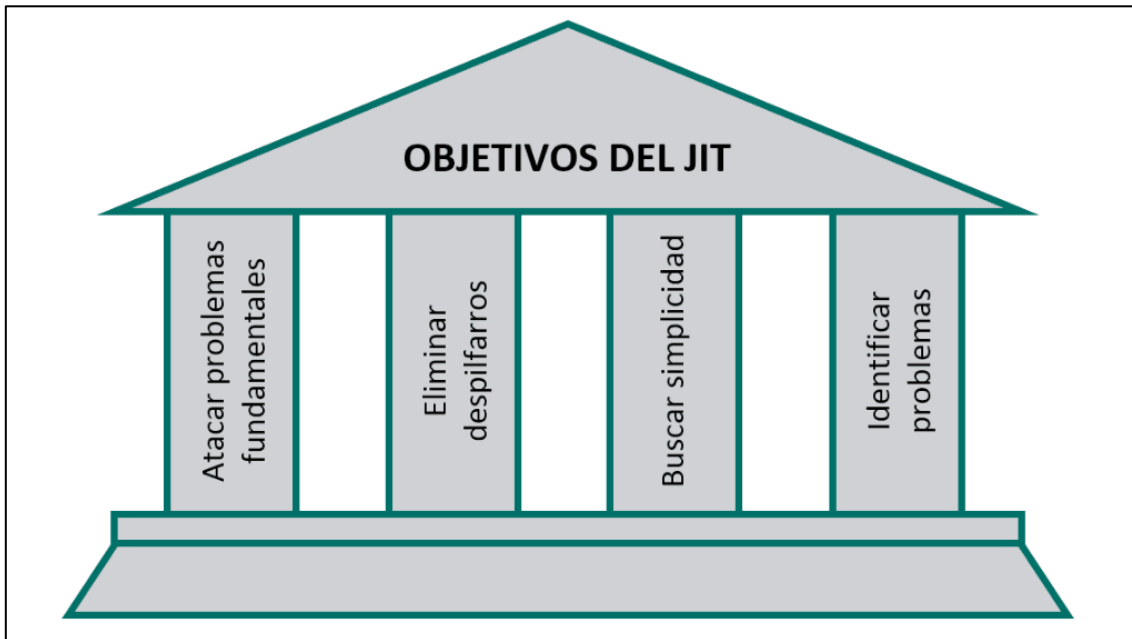 OBJETIVOS DEL JIT
Atacar problemas
fundamentales
Eliminar
despilfarros
Buscar simplicidad
Identificar
problemas